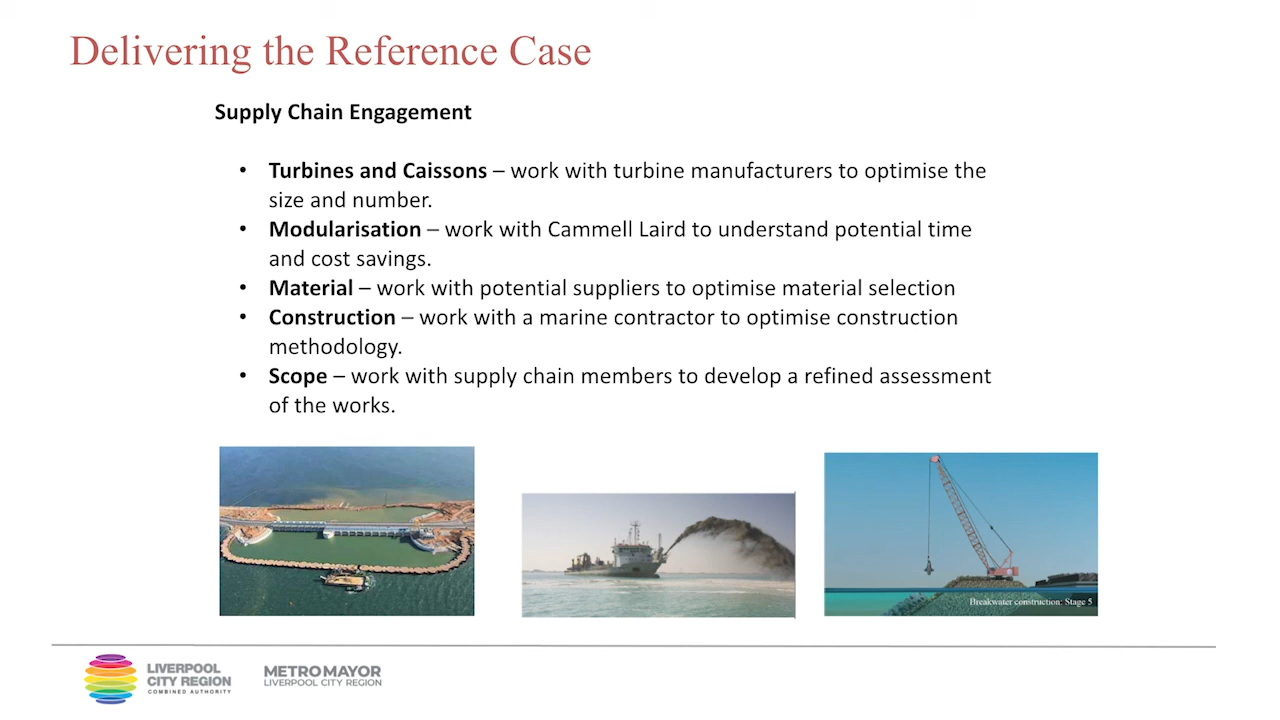 Delivering the Reference Case
Supply Chain Engagement
• Turbines and Caissons – work with turbine manufacturers to optimise the
size and number.
• Modularisation – work with Cammell Laird to understand potential time
and cost savings.
• Material – work with potential suppliers to optimise material selection
• Construction – work with a marine contractor to optimise construction
methodology.
• Scope – work with supply chain members to develop a refined assessment
of the works.
Breakwater construction: Stage 5
LIVERPOOL
CITY REGION
COMBINED AUTHORITY
METRO MAYOR
LIVERPOOL CITY REGION